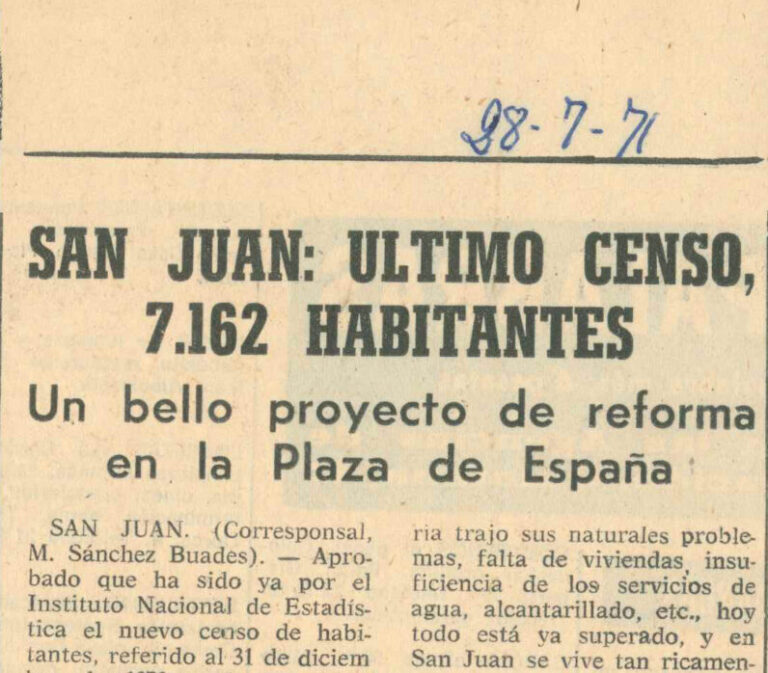 28-7-71
SAN JUAN: ULTIMO CENSO,
7.162 HABITANTES
Un bello proyecto de reforma
en la Plaza de España
SAN JUAN. (Corresponsal,
M. Sánchez Buades). — Apro-
bado que ha sido ya por el
Instituto Nacional de Estadís-
tica el nuevo censo de habi-
tantes, referido al 31 de diciem
ria trajo sus naturales proble-
mas, falta de viviendas, insu-
ficiencia de los servicios de
agua, alcantarillado, etc., hoy
todo está ya superado, y en
San Juan se vive tan ricamen-